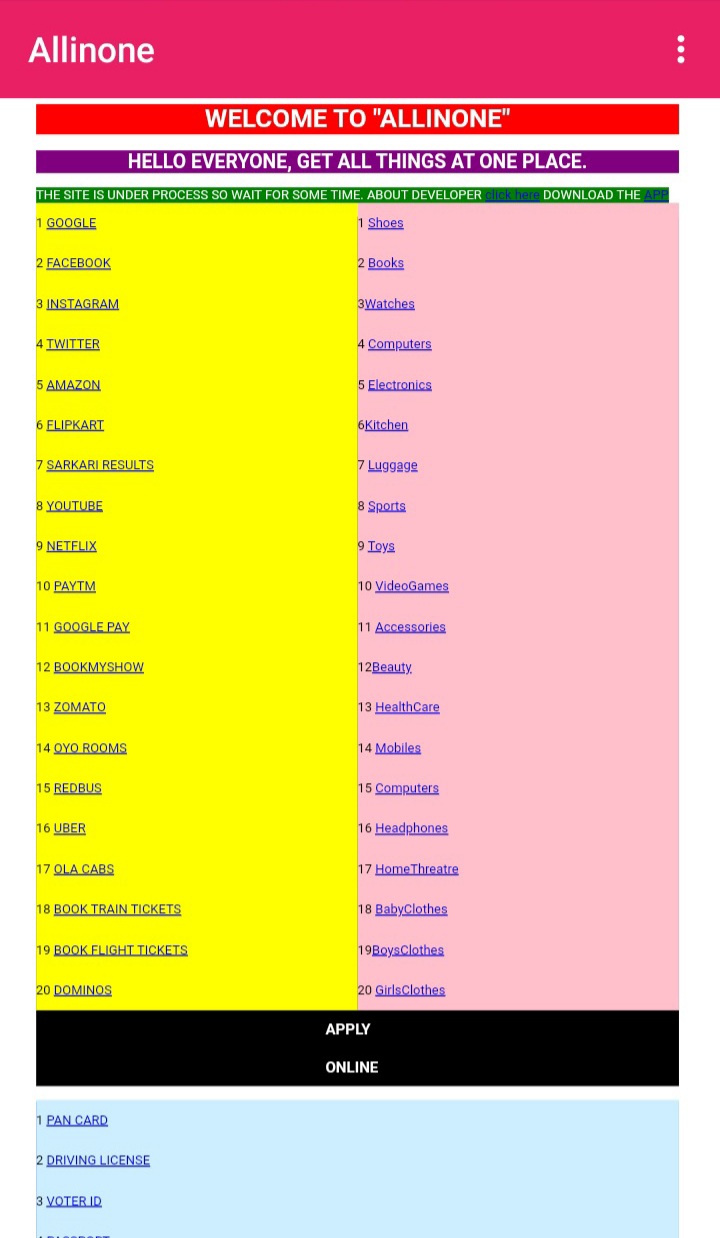 Allinone
WELCOME TO "ALLINONE"
HELLO EVERYONE, GET ALL THINGS AT ONE PLACE.
THE SITE IS UNDER PROCESS SO WAIT FOR SOME TIME. ABOUT DEVELOPER click here DOWNLOAD THE APP
1 GOOGLE
2 FACEBOOK
3 INSTAGRAM
4 TWITTER
5 AMAZON
6 FLIPKART
7 SARKARI RESULTS
8 YOUTUBE
9 NETFLIX
10 PAYTM
11 GOOGLE PAY
12 BOOKMYSHOW
13 ZOMATO
14 OYO ROOMS
15 REDBUS
16 UBER
17 OLA CABS
18 BOOK TRAIN TICKETS
19 BOOK FLIGHT TICKETS
20 DOMINOS
1 Shoes
2 Books
3Watches
4 Computers
5 Electronics
6Kitchen
7 Luggage
8 Sports
9 Toys
10 VideoGames
11 Accessories
12Beauty
13 HealthCare
14 Mobiles
15 Computers
16 Headphones
17 HomeThreatre
18 BabyClothes
19BoysClothes
20 GirlsClothes
APPLY
ONLINE
1 PAN CARD
2 DRIVING LICENSE
3 VOTER ID